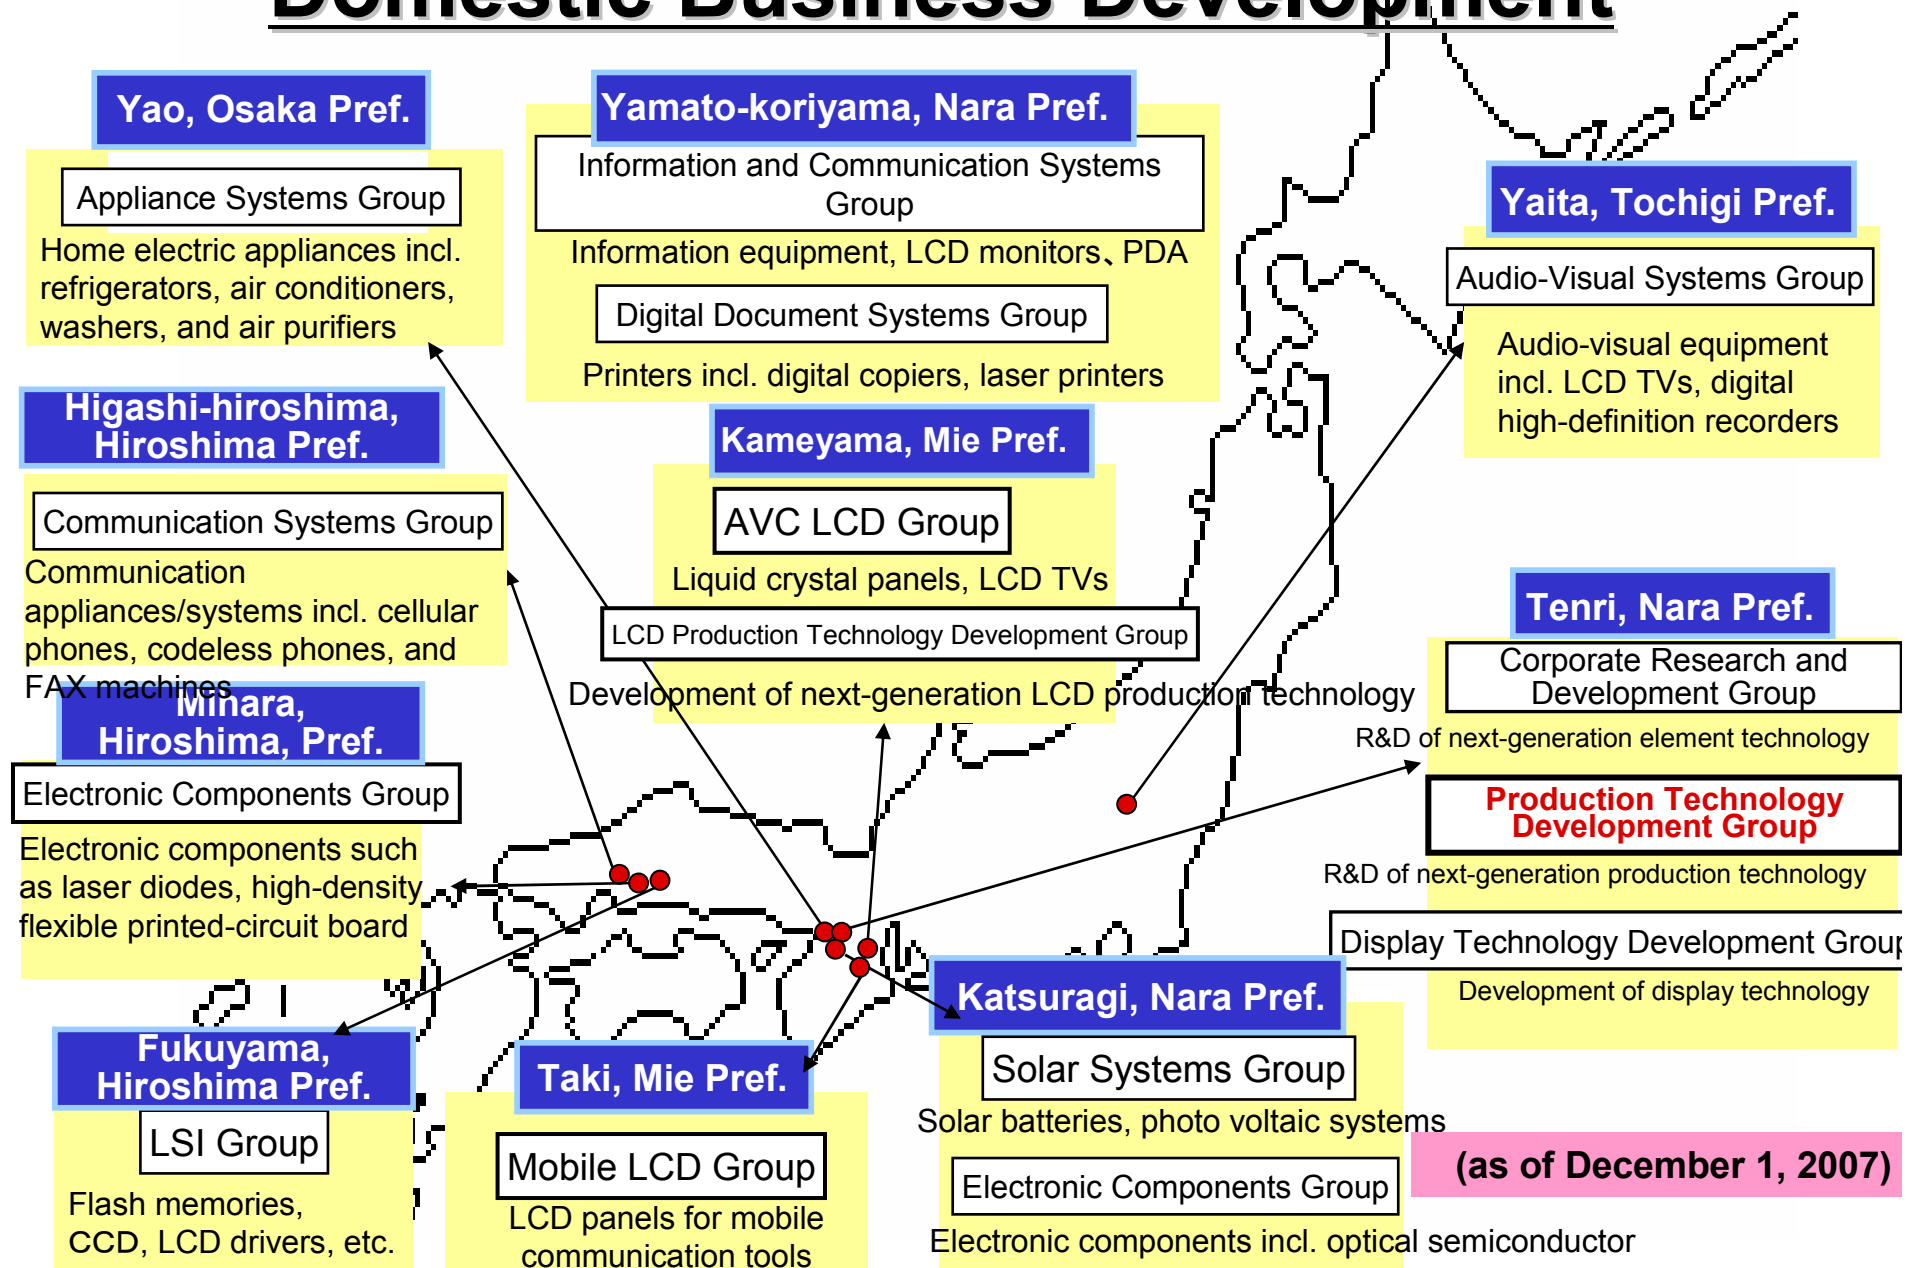 Domestic Business Development
Yao, Osaka Pref.
Appliance Systems Group
Home electric appliances incl.
refrigerators, air conditioners,
washers, and air purifiers
Yamato-koriyama, Nara Pref.
Information and Communication Systems
Group
Information equipment, LCD monitors、PDA
Digital Document Systems Group
Printers incl. digital copiers, laser printers
Yaita, Tochigi Pref.
Audio-Visual Systems Group
Audio-visual equipment
incl. LCD TVs, digital
high-definition recorders
Higashi-hiroshima,
Hiroshima Pref.
Communication Systems Group
Communication
appliances/systems incl. cellular
phones, codeless phones, and
FAX machines
Kameyama, Mie Pref.
AVC LCD Group
Liquid crystal panels, LCD TVs
LCD Production Technology Development Group
Development of next-generation LCD production technology
Tenri, Nara Pref.
Corporate Research and
Development Group
R&D of next-generation element technology
Production Technology
Development Group
R&D of next-generation production technology
Display Technology Development Group
Development of display technology
Mihara,
Hiroshima, Pref.
Electronic Components Group
Electronic components such
as laser diodes, high-density
flexible printed-circuit board
Fukuyama,
Hiroshima Pref.
LSI Group
Flash memories,
CCD, LCD drivers, etc.
Taki, Mie Pref.
Mobile LCD Group
LCD panels for mobile
communication tools
Katsuragi, Nara Pref.
Solar Systems Group
Solar batteries, photo voltaic systems
Electronic Components Group
Electronic components incl. optical semiconductor
(as of December 1, 2007)